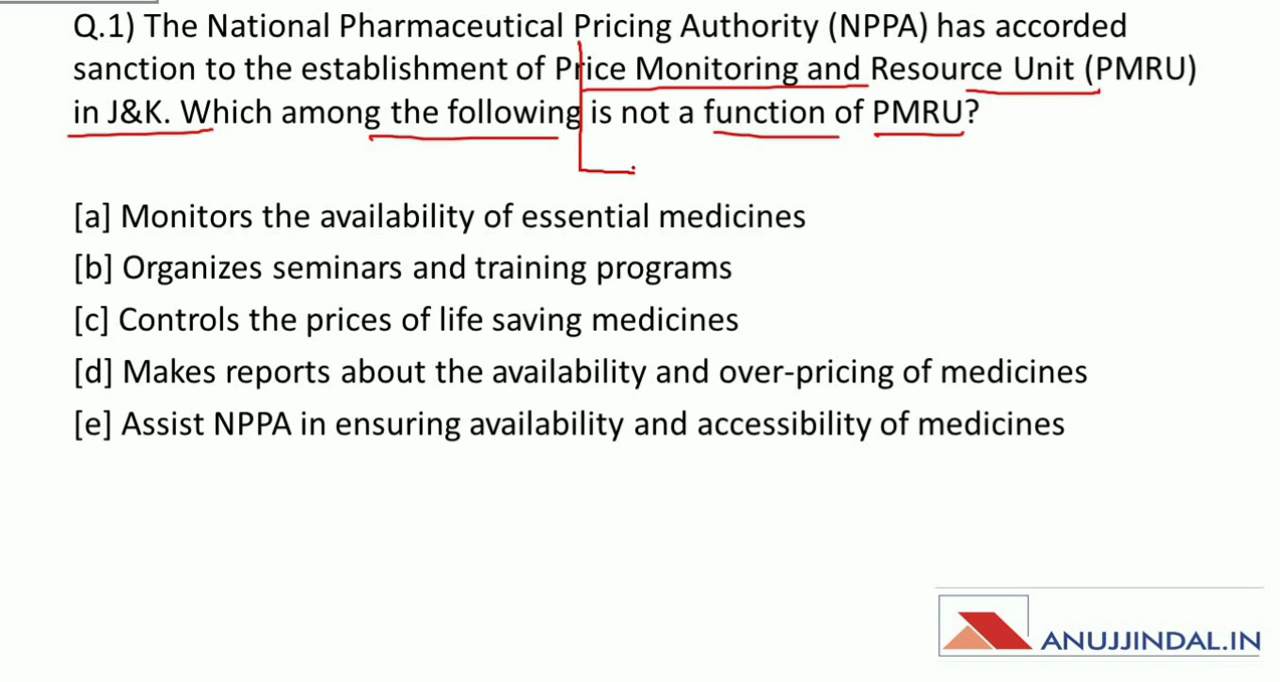 Q.1) The National Pharmaceutical Pricing Authority (NPPA) has accorded
sanction to the establishment of Price Monitoring and Resource Unit (PMRU)
in J&K. Which among the following is not a function of PMRU?
[a] Monitors the availability of essential medicines
[b] Organizes seminars and training programs
[c] Controls the prices of life saving medicines
[d] Makes reports about the availability and over-pricing of medicines
[e] Assist NPPA in ensuring availability and accessibility of medicines
ANUJJINDAL.IN